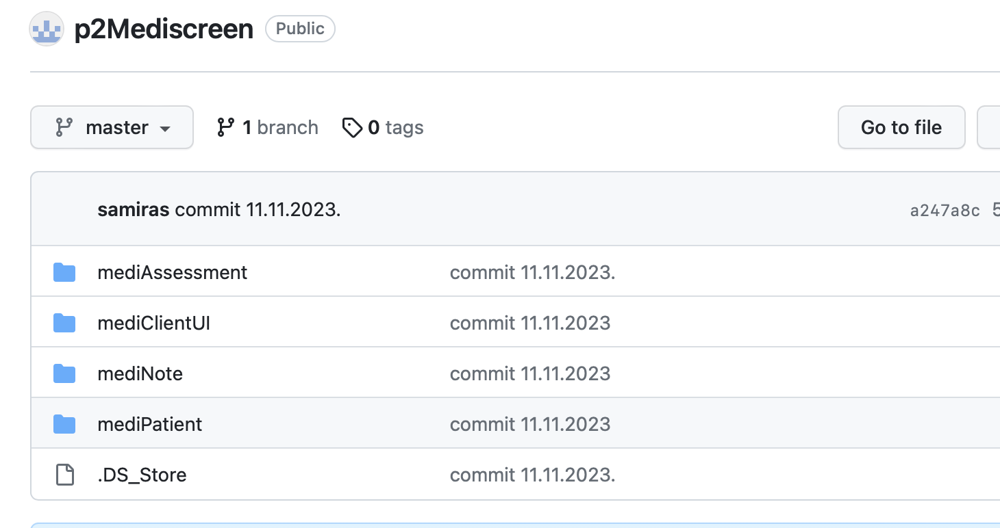 p2Mediscreen Public
master 1 branch 0 tags Go to file
samiras commit 11.11.2023. a247a8c 5
mediAssessment commit 11.11.2023.
mediClientUI commit 11.11.2023
mediNote commit 11.11.2023
mediPatient commit 11.11.2023
.DS_Store commit 11.11.2023.